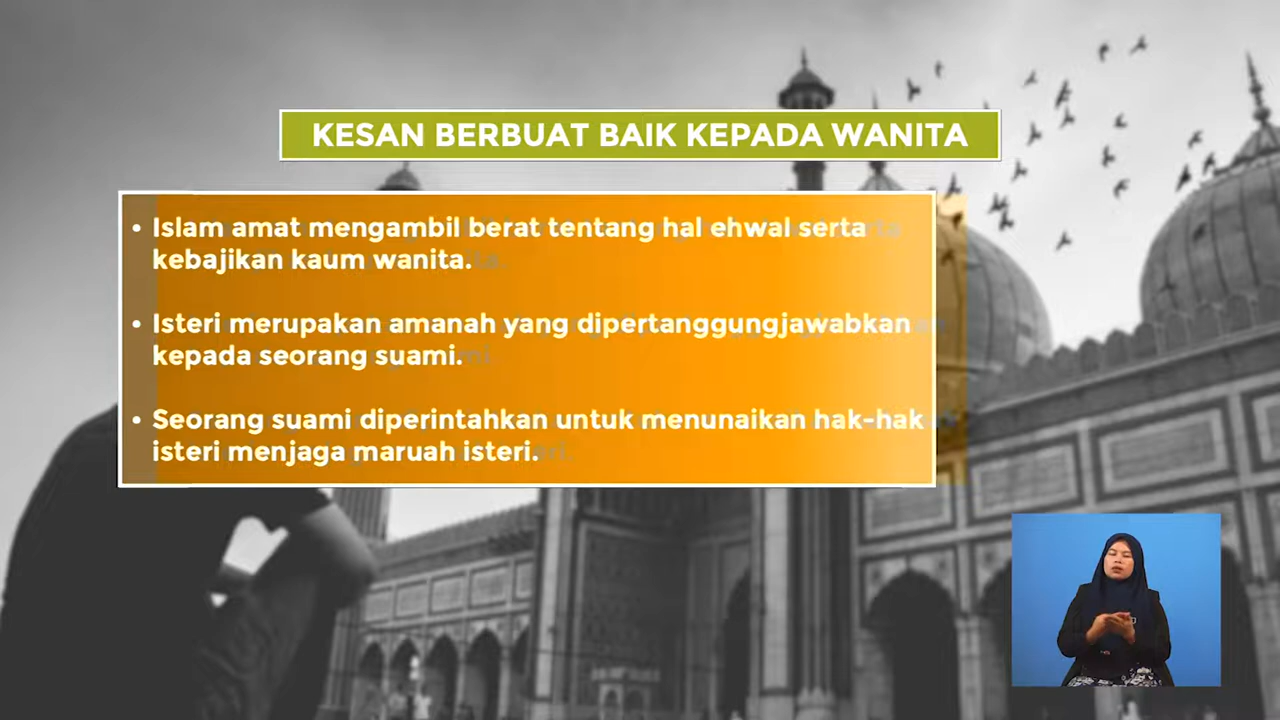 KESAN BERBUAT BAIK KEPADA WANITA
• Islam amat mengambil berat tentang hal ehwal serta
kebajikan kaum wanita.
• Isteri merupakan amanah yang dipertanggungjawabkan
kepada seorang suami.
• Seorang suami diperintahkan untuk menunaikan hak-hak
isteri menjaga maruah isteri.